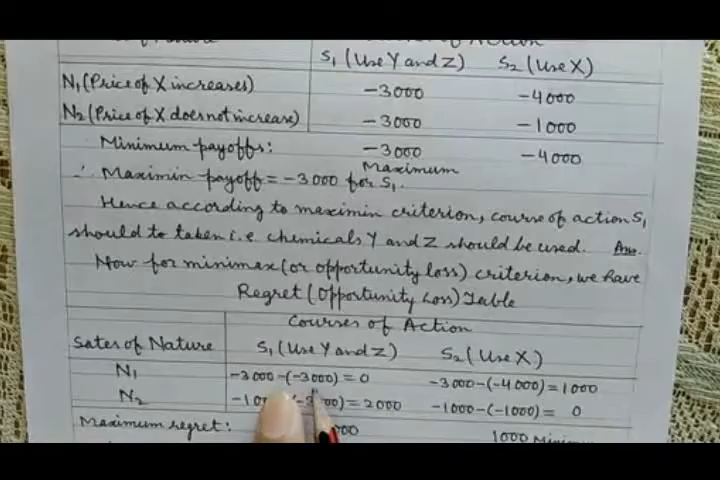 S₁ (Use Y and Z) S₂ (Use X)
N₁ (Price of X increases) -3000 -4000
N₂ (Price of X does not increase) -3000 -1000
Minimum payoffs: -3000 -4000
Maximum
∴ Maximin payoff = -3000 for S₁.
Hence according to maximin criterion, course of action S₁
should to taken i.e. chemicals Y and Z should be used. Ans.
Now for minimax (or opportunity loss) criterion, we have
Regret (Opportunity Loss) Table
Courses of Action
Sates of Nature S₁ (Use Y and Z) S₂ (Use X)
N₁ -3000-(-3000) = 0 -3000-(-4000) = 1000
N₂ = 2000 -1000-(-1000) = 0
Maximum regret: 1000 Minimum